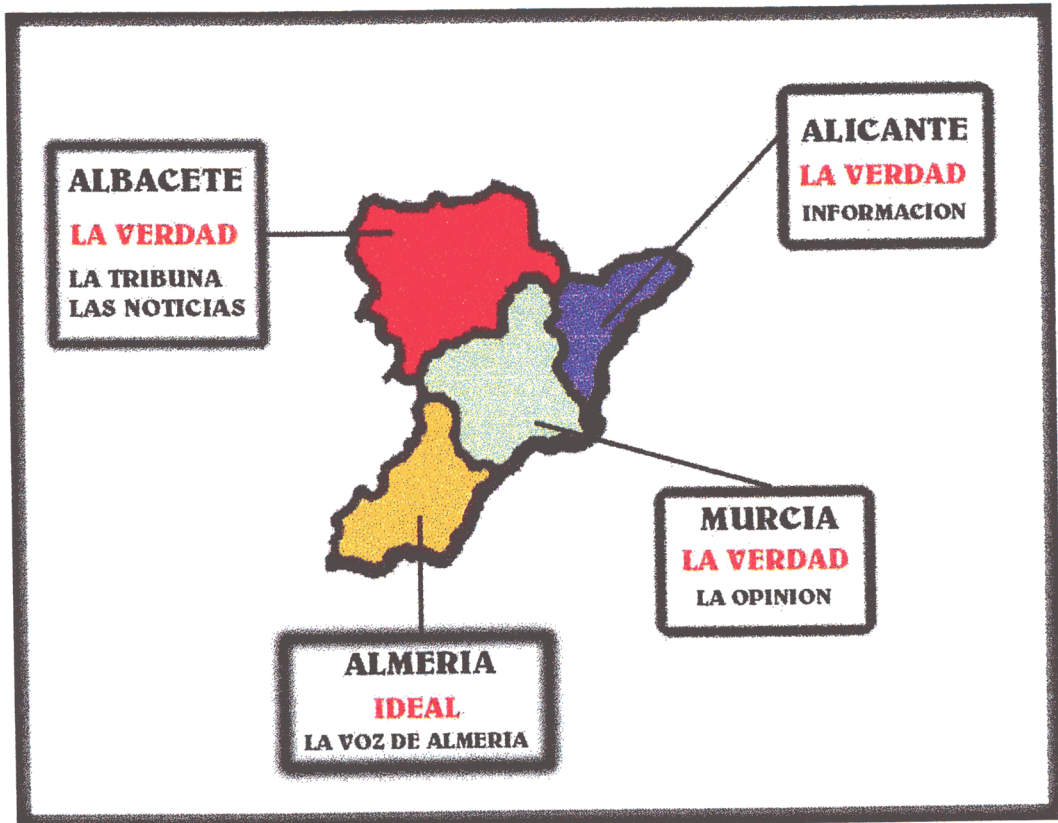 ALBACETE
LA VERDAD
LA TRIBUNA
LAS NOTICIAS
ALICANTE
LA VERDAD
INFORMACION
MURCIA
LA VERDAD
LA OPINION
ALMERIA
IDEAL
LA VOZ DE ALMERIA